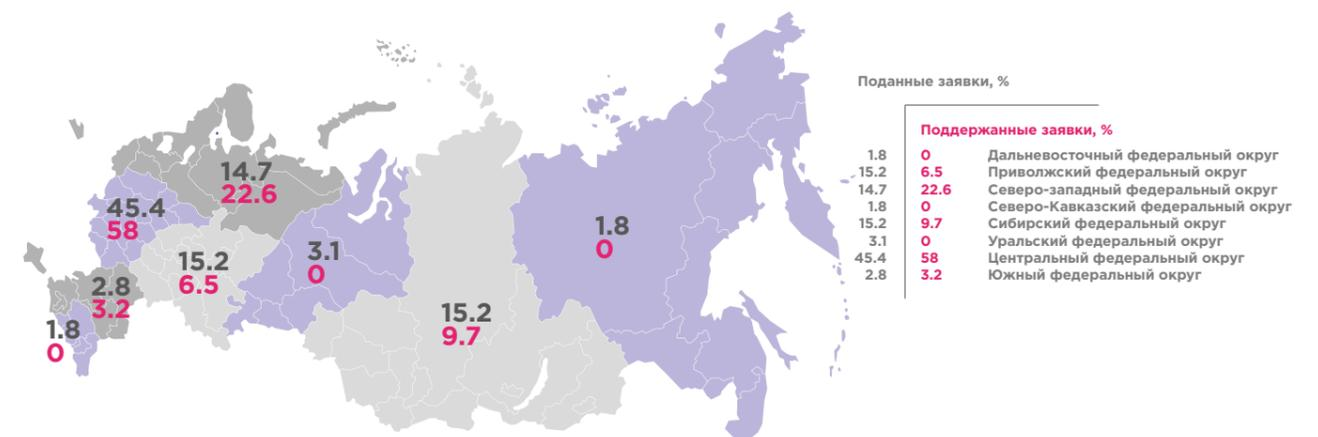 Поданные заявки, %
Поддержанные заявки, %
1.8 0 Дальневосточный федеральный округ
15.2 6.5 Приволжский федеральный округ
14.7 22.6 Северо-западный федеральный округ
1.8 0 Северо-Кавказский федеральный округ
15.2 9.7 Сибирский федеральный округ
3.1 0 Уральский федеральный округ
45.4 58 Центральный федеральный округ
2.8 3.2 Южный федеральный округ
14.7
22.6
45.4
58
1.8
0
3.1
0
15.2
6.5
2.8
3.2
15.2
9.7
1.8
0